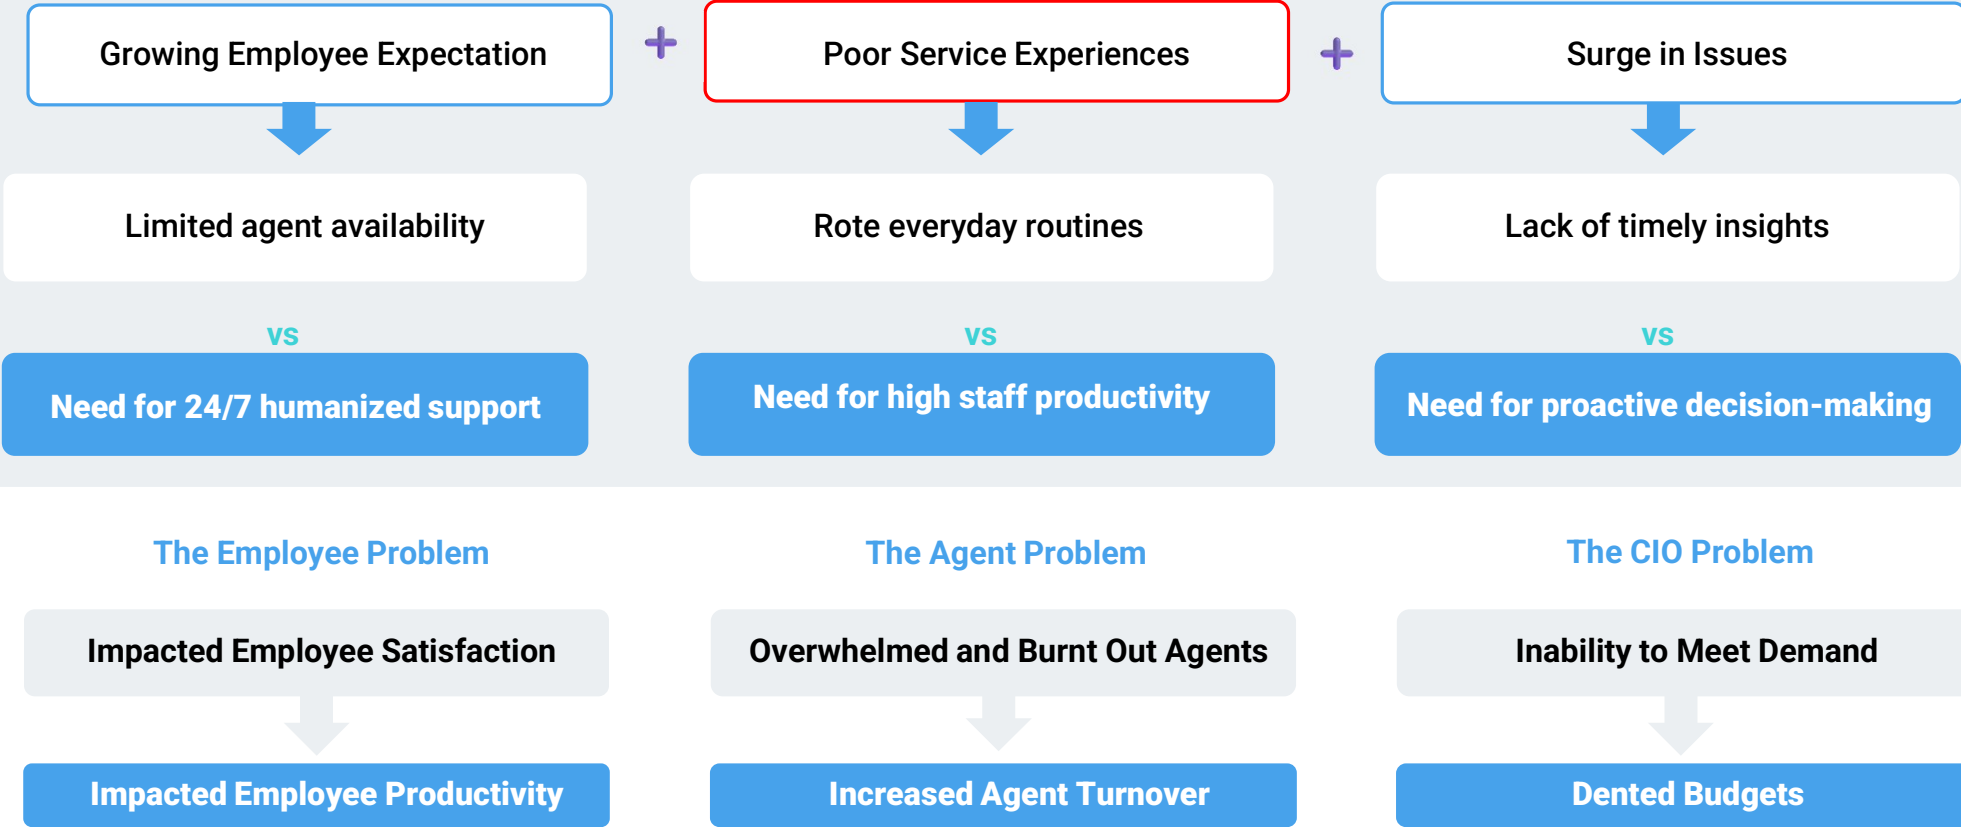 Growing Employee Expectation
+
Poor Service Experiences
+
Surge in Issues
Limited agent availability
Rote everyday routines
Lack of timely insights
vs
vs
vs
Need for 24/7 humanized support
Need for high staff productivity
Need for proactive decision-making
The Employee Problem
The Agent Problem
The CIO Problem
Impacted Employee Satisfaction
Overwhelmed and Burnt Out Agents
Inability to Meet Demand
Impacted Employee Productivity
Increased Agent Turnover
Dented Budgets